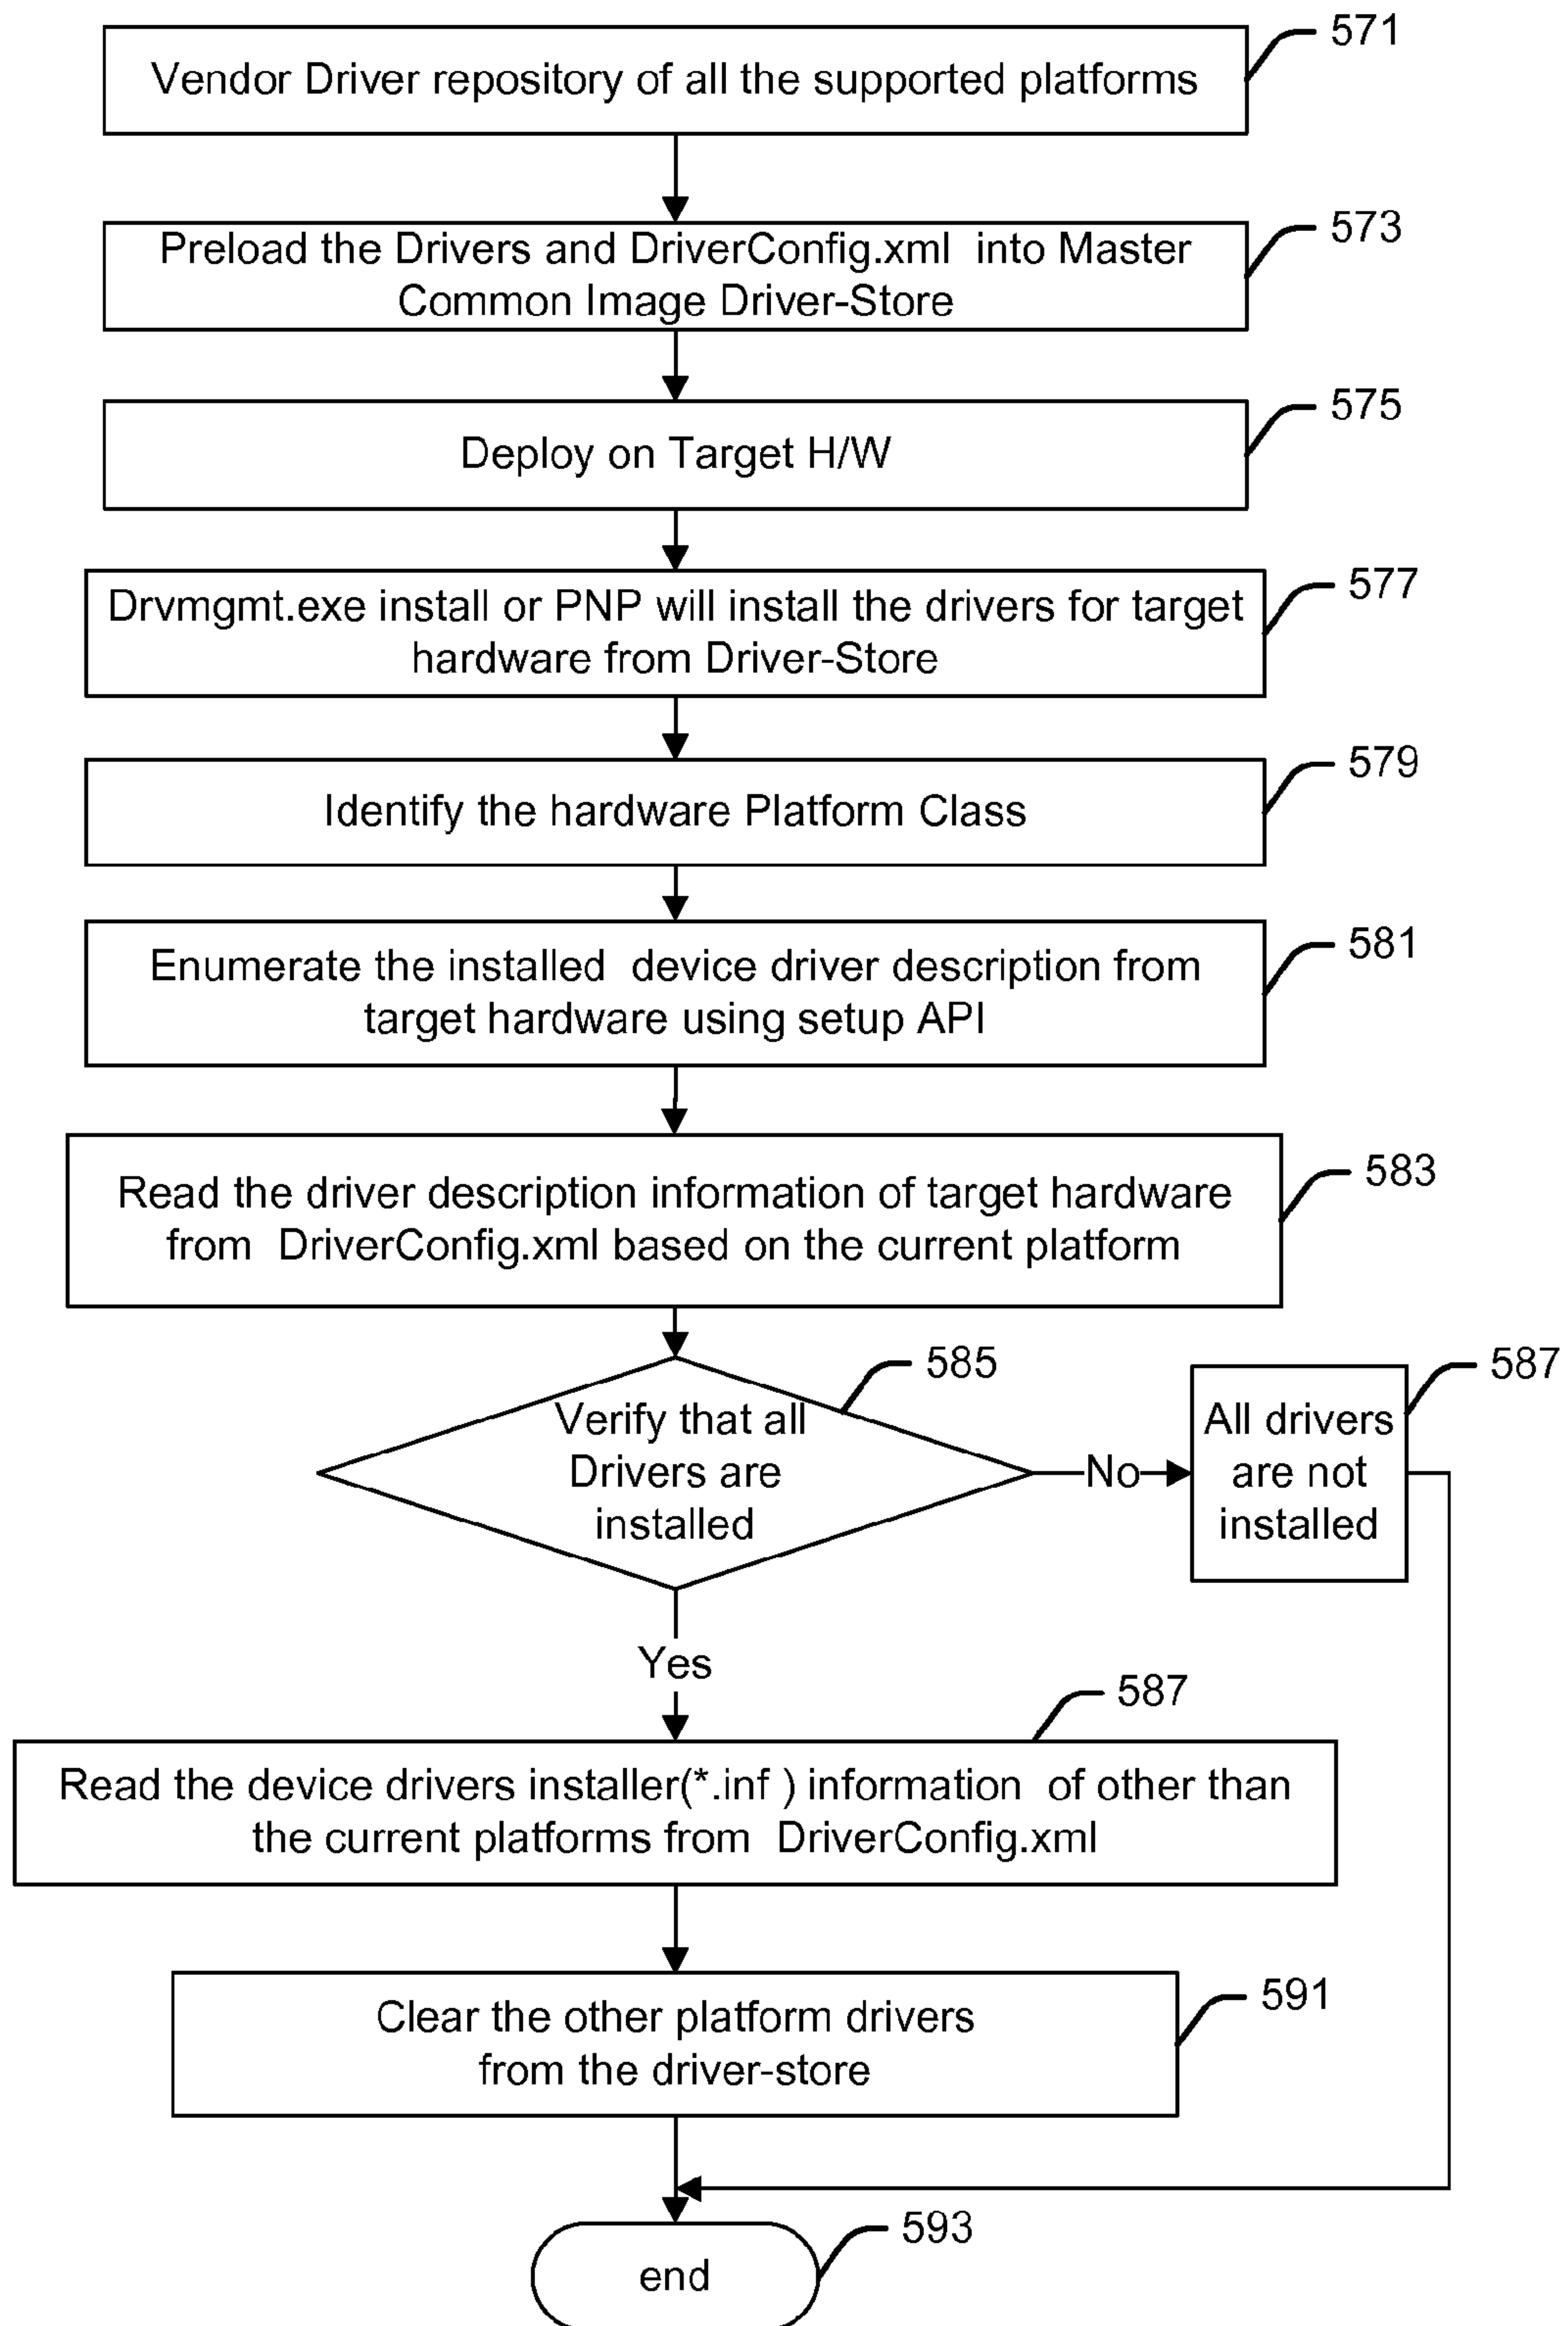 571
Vendor Driver repository of all the supported platforms
573
Preload the Drivers and DriverConfig.xml into Master
Common Image Driver-Store
575
Deploy on Target H/W
577
Drvmgmt.exe install or PNP will install the drivers for target
hardware from Driver-Store
579
Identify the hardware Platform Class
581
Enumerate the installed device driver description from
target hardware using setup API
583
Read the driver description information of target hardware
from DriverConfig.xml based on the current platform
585
Verify that all
Drivers are
installed
No
587
All drivers
are not
installed
Yes
587
Read the device drivers installer(*.inf ) information of other than
the current platforms from DriverConfig.xml
591
Clear the other platform drivers
from the driver-store
593
end